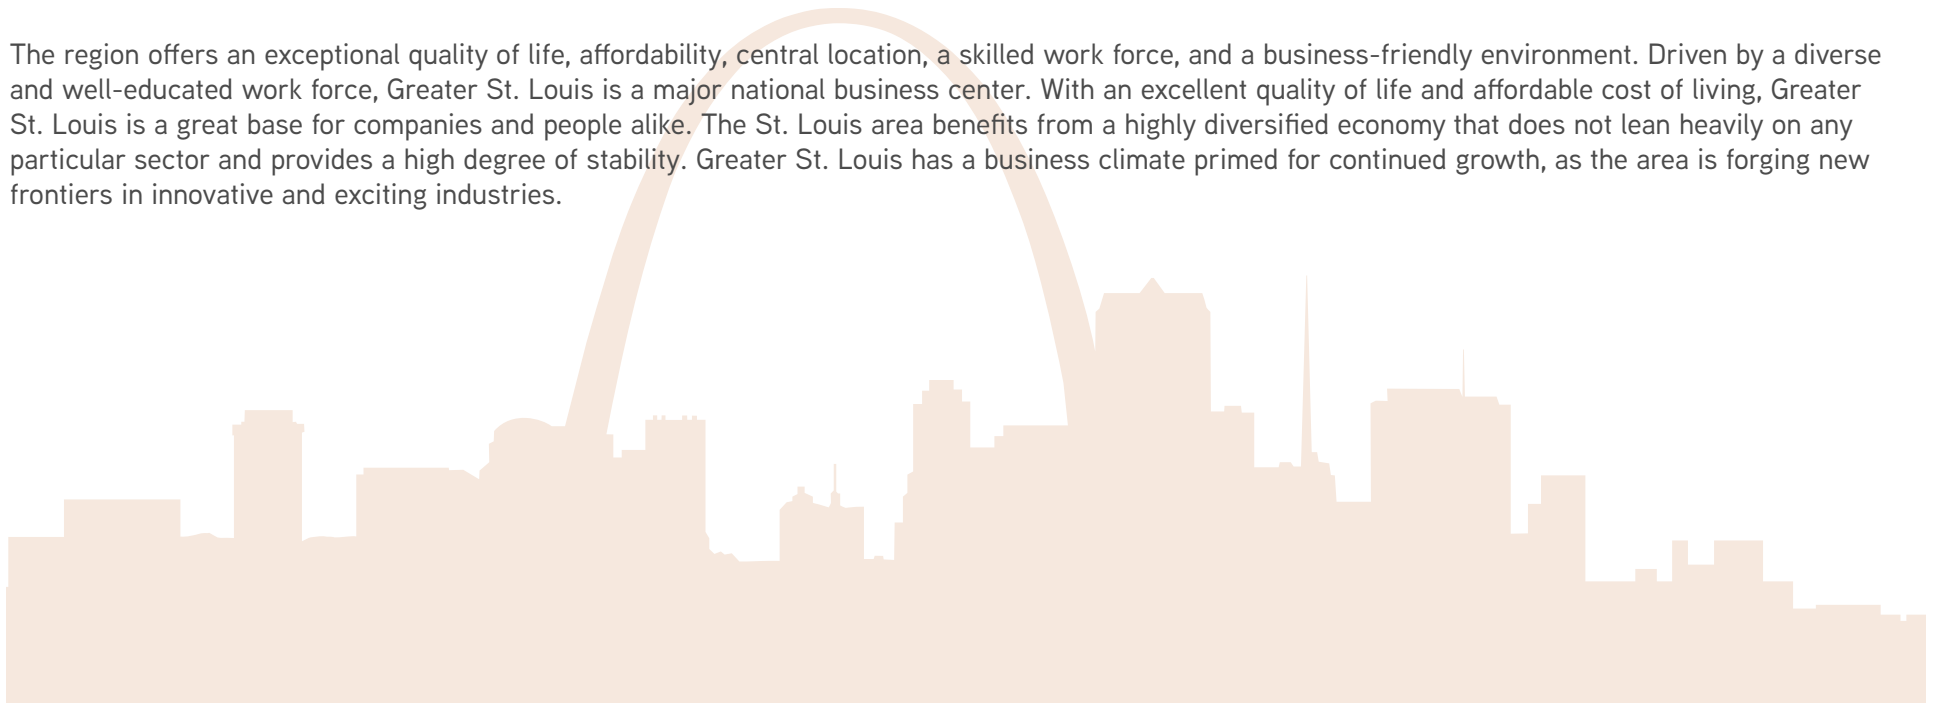 The region offers an exceptional quality of life, affordability, central location, a skilled work force, and a business-friendly environment. Driven by a diverse
and well-educated work force, Greater St. Louis is a major national business center. With an excellent quality of life and affordable cost of living, Greater
St. Louis is a great base for companies and people alike. The St. Louis area benefits from a highly diversified economy that does not lean heavily on any
particular sector and provides a high degree of stability. Greater St. Louis has a business climate primed for continued growth, as the area is forging new
frontiers in innovative and exciting industries.